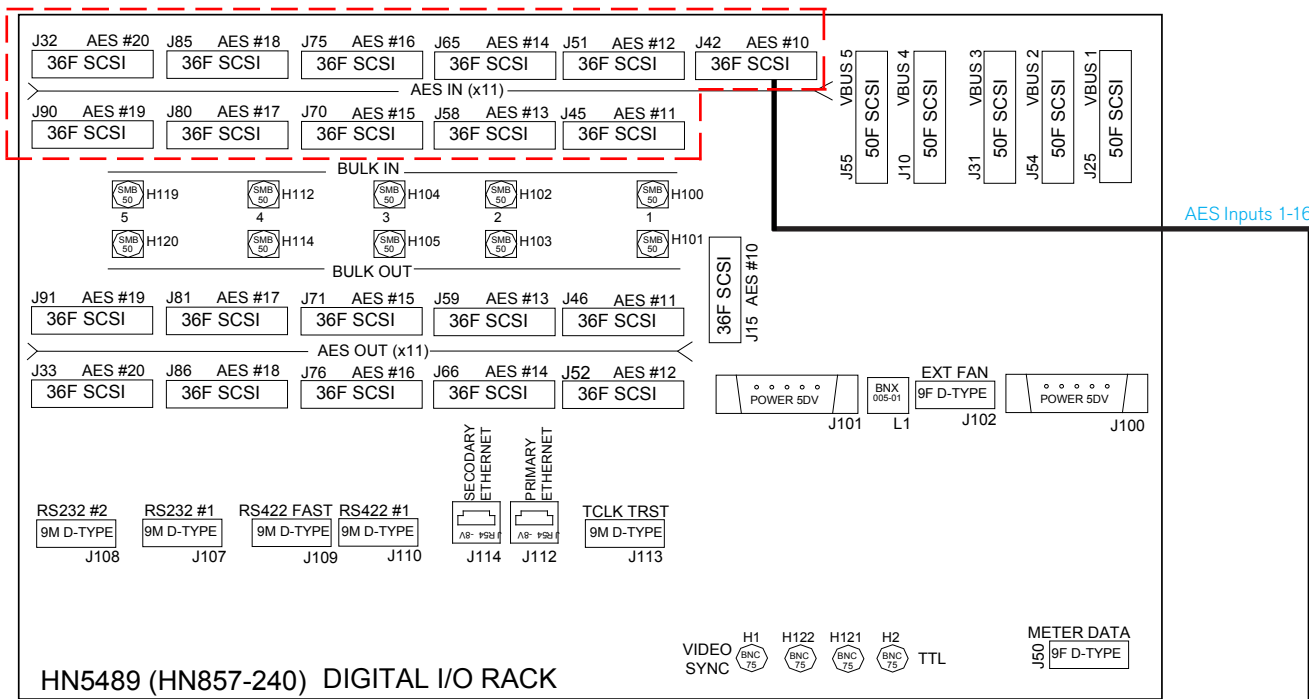 J32 AES #20 J85 AES #18 J75 AES #16 J65 AES #14 J51 AES #12 J42 AES #10
36F SCSI 36F SCSI 36F SCSI 36F SCSI 36F SCSI 36F SCSI
AES IN (x11)
J90 AES #19 J80 AES #17 J70 AES #15 J58 AES #13 J45 AES #11
36F SCSI 36F SCSI 36F SCSI 36F SCSI 36F SCSI
J55 VBUS 5 50F SCSI
J10 VBUS 4 50F SCSI
J31 VBUS 3 50F SCSI
J54 VBUS 2 50F SCSI
J25 VBUS 1 50F SCSI
AES Inputs 1-16
BULK IN
SMB 50 H119 SMB 50 H112 SMB 50 H104 SMB 50 H102 SMB 50 H100
5 4 3 2 1
SMB 50 H120 SMB 50 H114 SMB 50 H105 SMB 50 H103 SMB 50 H101
BULK OUT
36F SCSI
J15 AES #10
J91 AES #19 J81 AES #17 J71 AES #15 J59 AES #13 J46 AES #11
36F SCSI 36F SCSI 36F SCSI 36F SCSI 36F SCSI
AES OUT (x11)
J33 AES #20 J86 AES #18 J76 AES #16 J66 AES #14 J52 AES #12
36F SCSI 36F SCSI 36F SCSI 36F SCSI 36F SCSI
POWER 5DV
J101
BNX
005-01
L1
EXT FAN
9F D-TYPE
J102
POWER 5DV
J100
RS232 #2
9M D-TYPE
J108
RS232 #1
9M D-TYPE
J107
RS422 FAST
9M D-TYPE
J109
RS422 #1
9M D-TYPE
J110
SECODARY
ETHERNET
RJ54 -8V
J114
PRIMARY
ETHERNET
RJ54 -8V
J112
TCLK TRST
9M D-TYPE
J113
VIDEO
SYNC
H1 H122 H121 H2
BNC 75 BNC 75 BNC 75 BNC 75
TTL
METER DATA
J50 9F D-TYPE
HN5489 (HN857-240) DIGITAL I/O RACK